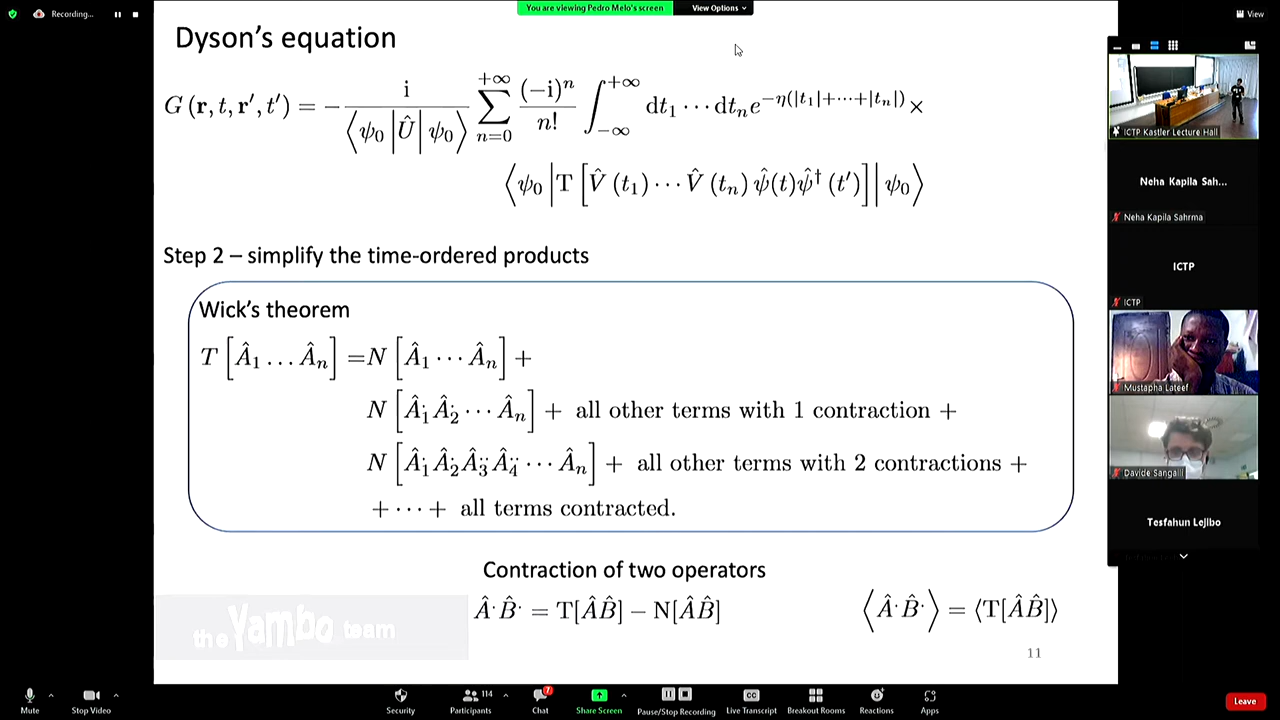 Recording...
You are viewing Pedro Melo's screen
View Options
View
Dyson's equation
G (r, t, r′, t′) = − i / ⟨ψ₀ |Û| ψ₀⟩ ∑_{n=0}^{+∞} (−i)ⁿ / n! ∫_{−∞}^{+∞} dt₁ ⋯ dtₙ e^{−η(|t₁|+⋯+|tₙ|)} ×
⟨ψ₀ |T [V̂ (t₁) ⋯ V̂ (tₙ) ψ̂(t)ψ̂† (t′)]| ψ₀⟩
Step 2 – simplify the time-ordered products
Wick's theorem
T [Â₁ … Âₙ] =N [Â₁ ⋯ Âₙ] +
N [Â₁˙Â₂˙ ⋯ Âₙ] + all other terms with 1 contraction +
N [Â₁˙Â₂˙Â₃˙˙Â₄˙˙ ⋯ Âₙ] + all other terms with 2 contractions +
+ ⋯ + all terms contracted.
Contraction of two operators
Â˙B̂˙ = T[ÂB̂] − N[ÂB̂]
⟨Â˙B̂˙⟩ = ⟨T[ÂB̂]⟩
the Yambo team
11
ICTP Kastler Lecture Hall
Neha Kapila Sah...
Neha Kapila Sahrma
ICTP
ICTP
Mustapha Lateef
Davide Sangalli
Tesfahun Lejibo
Mute
Stop Video
Security
114
Participants
7
Chat
Share Screen
Pause/Stop Recording
CC
Live Transcript
Breakout Rooms
Reactions
Apps
Leave